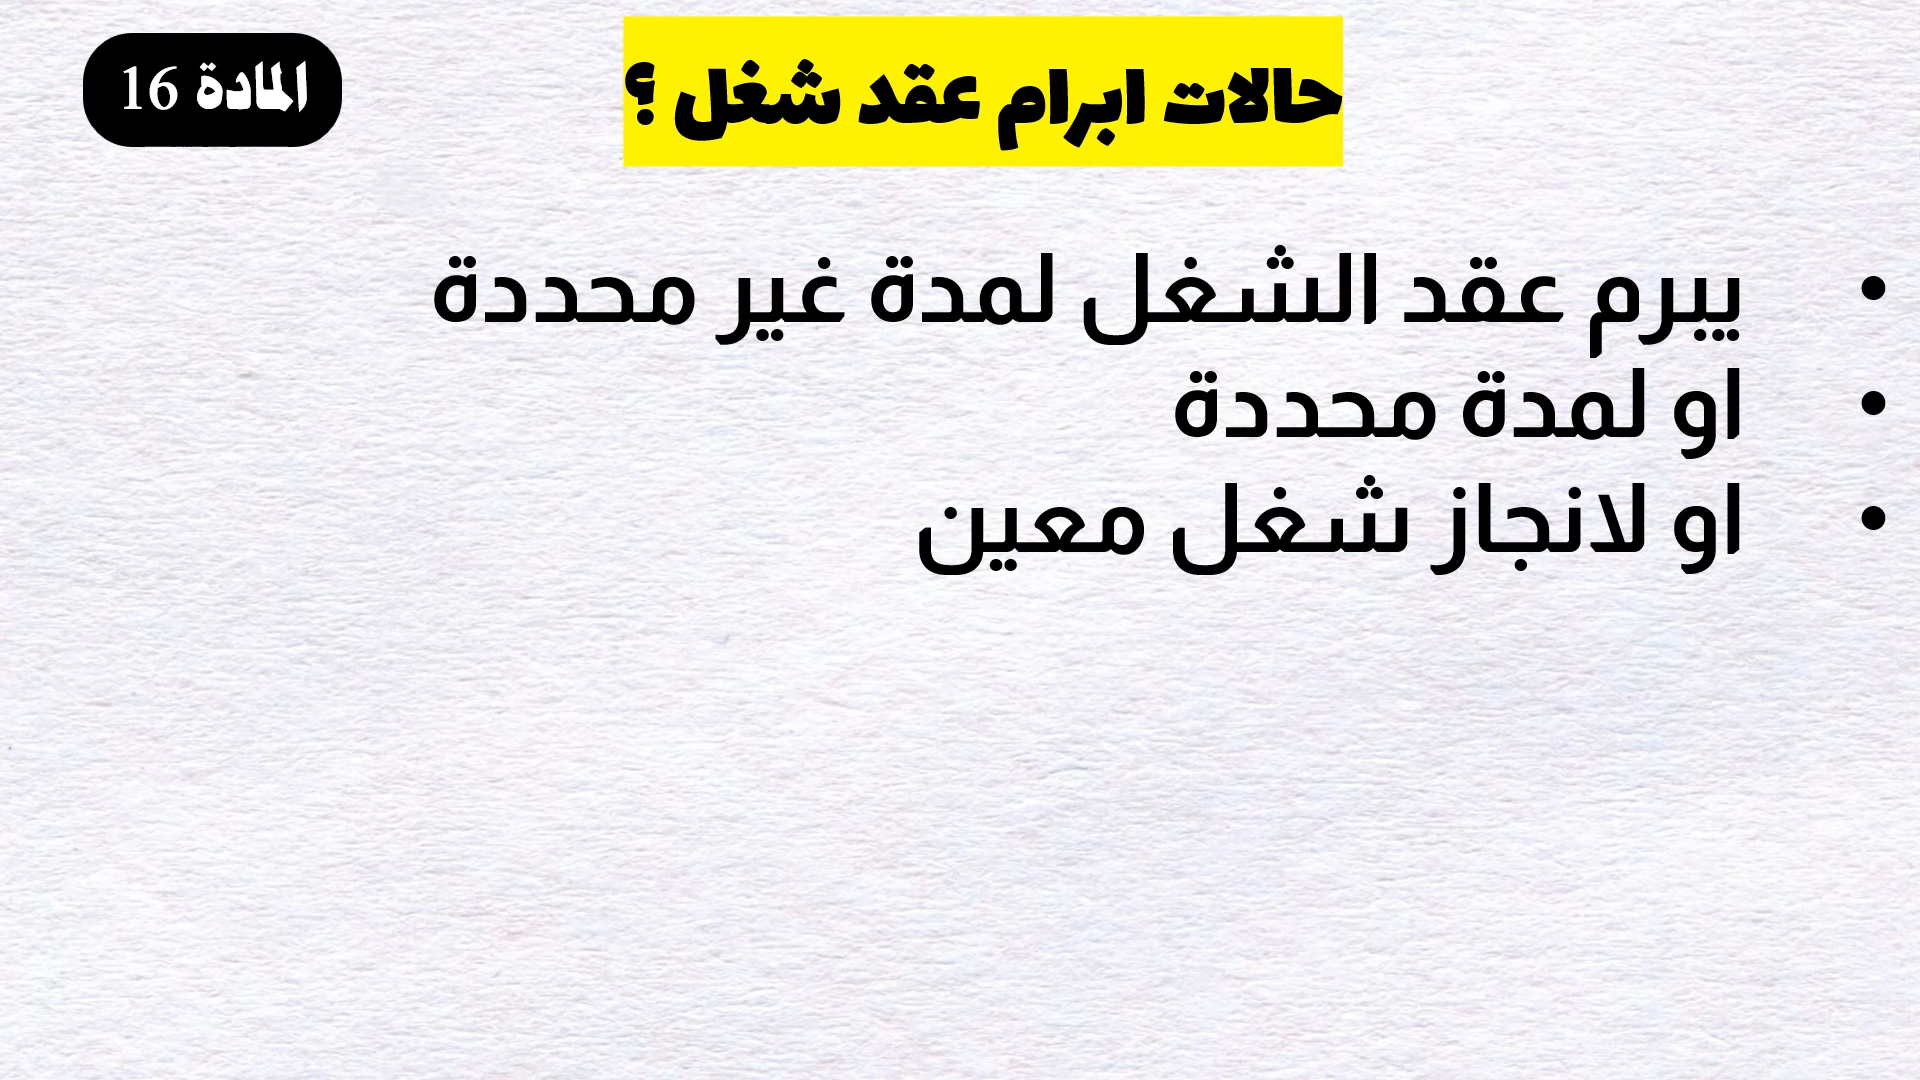 حالات ابرام عقد شغل ؟
المادة 16
• يبرم عقد الشغل لمدة غير محددة
• او لمدة محددة
• او لانجاز شغل معين